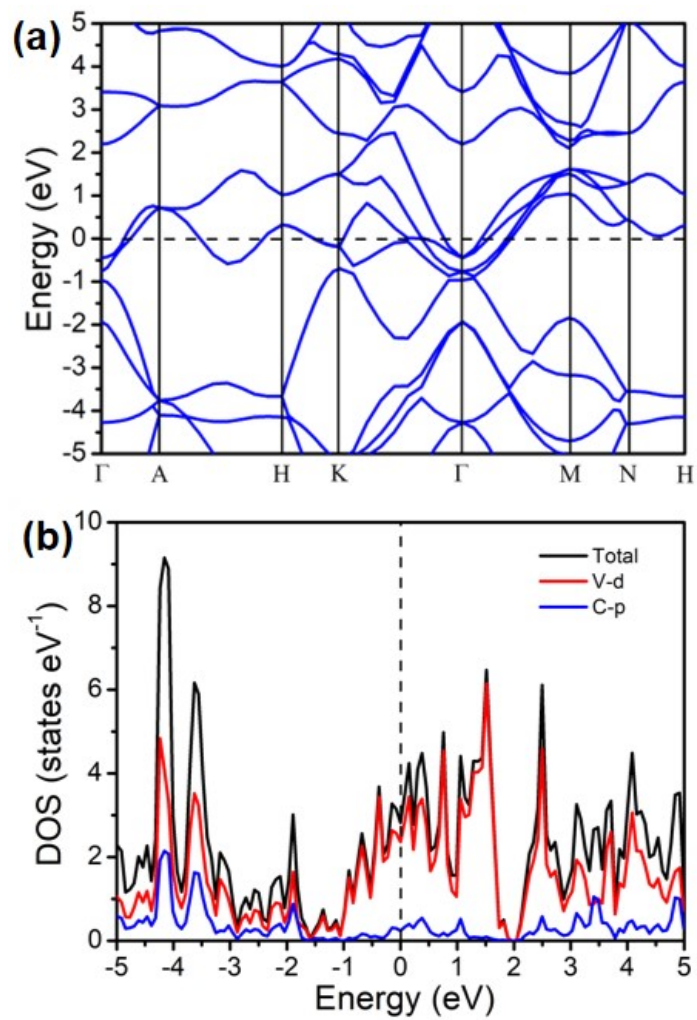 (a)
5
4
3
2
1
0
-1
-2
-3
-4
-5
Energy (eV)
Γ A H K Γ M N H
(b)
10
8
6
4
2
0
DOS (states eV⁻¹)
Total
V-d
C-p
-5 -4 -3 -2 -1 0 1 2 3 4 5
Energy (eV)